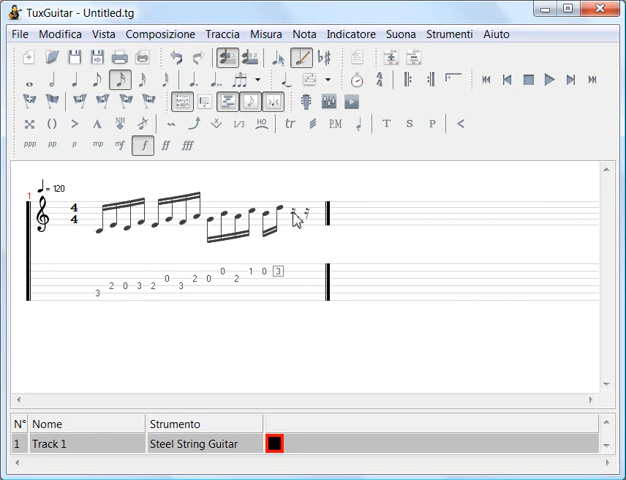 TuxGuitar - Untitled.tg
File Modifica Vista Composizione Traccia Misura Nota Indicatore Suona Strumenti Aiuto
1/3 NH HO tr P.M T S P
ppp pp p mp mf f ff fff
= 120
1
4
4
0 1 0 3
0 2 0 2
2 0 3 2 3
3
N° Nome Strumento
1 Track 1 Steel String Guitar